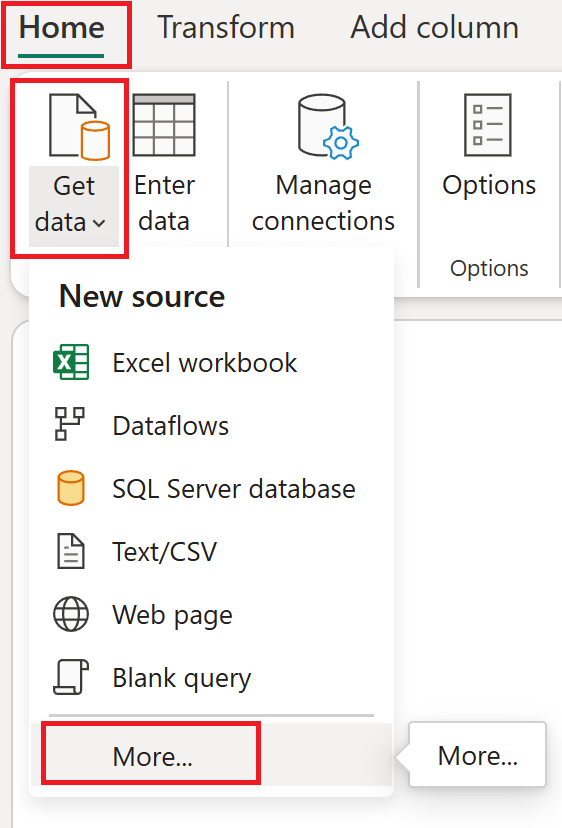 Home Transform Add column
Get
data
Enter
data
Manage
connections
Options
Options
New source
Excel workbook
Dataflows
SQL Server database
Text/CSV
Web page
Blank query
More...
More...